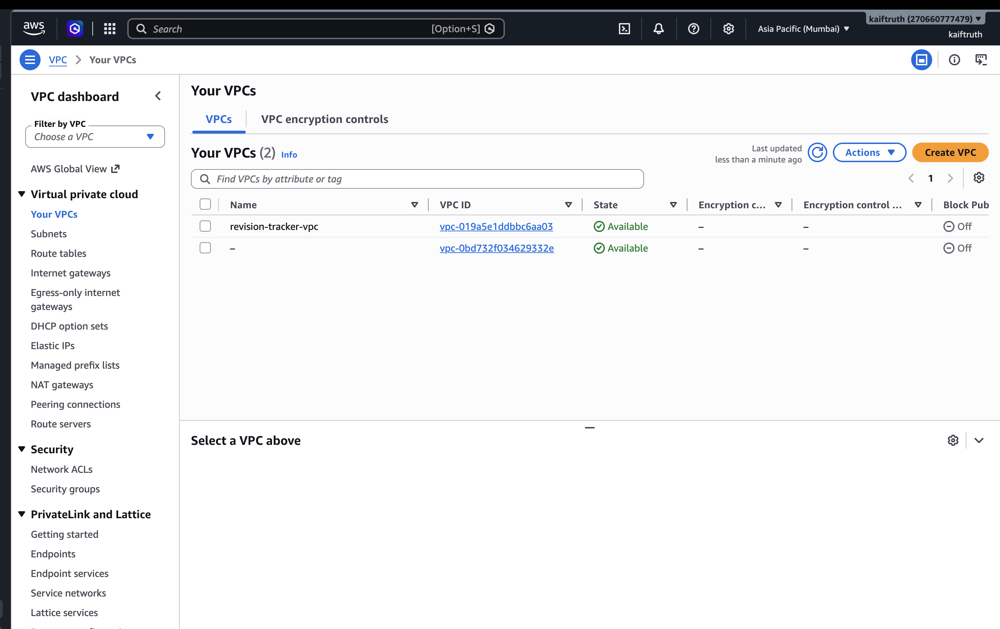 aws
Search
[Option+S]
Asia Pacific (Mumbai)
kaiftruth (270660777479)
kaiftruth
VPC
Your VPCs
VPC dashboard
Filter by VPC
Choose a VPC
AWS Global View
Virtual private cloud
Your VPCs
Subnets
Route tables
Internet gateways
Egress-only internet
gateways
DHCP option sets
Elastic IPs
Managed prefix lists
NAT gateways
Peering connections
Route servers
Security
Network ACLs
Security groups
PrivateLink and Lattice
Getting started
Endpoints
Endpoint services
Service networks
Lattice services
Your VPCs
VPCs
VPC encryption controls
Your VPCs (2) Info
Last updated
less than a minute ago
Actions
Create VPC
Find VPCs by attribute or tag
1
Name VPC ID State Encryption c... Encryption control ... Block Pub
revision-tracker-vpc vpc-019a5e1ddbbc6aa03 Available – – Off
– vpc-0bd732f034629332e Available – – Off
Select a VPC above